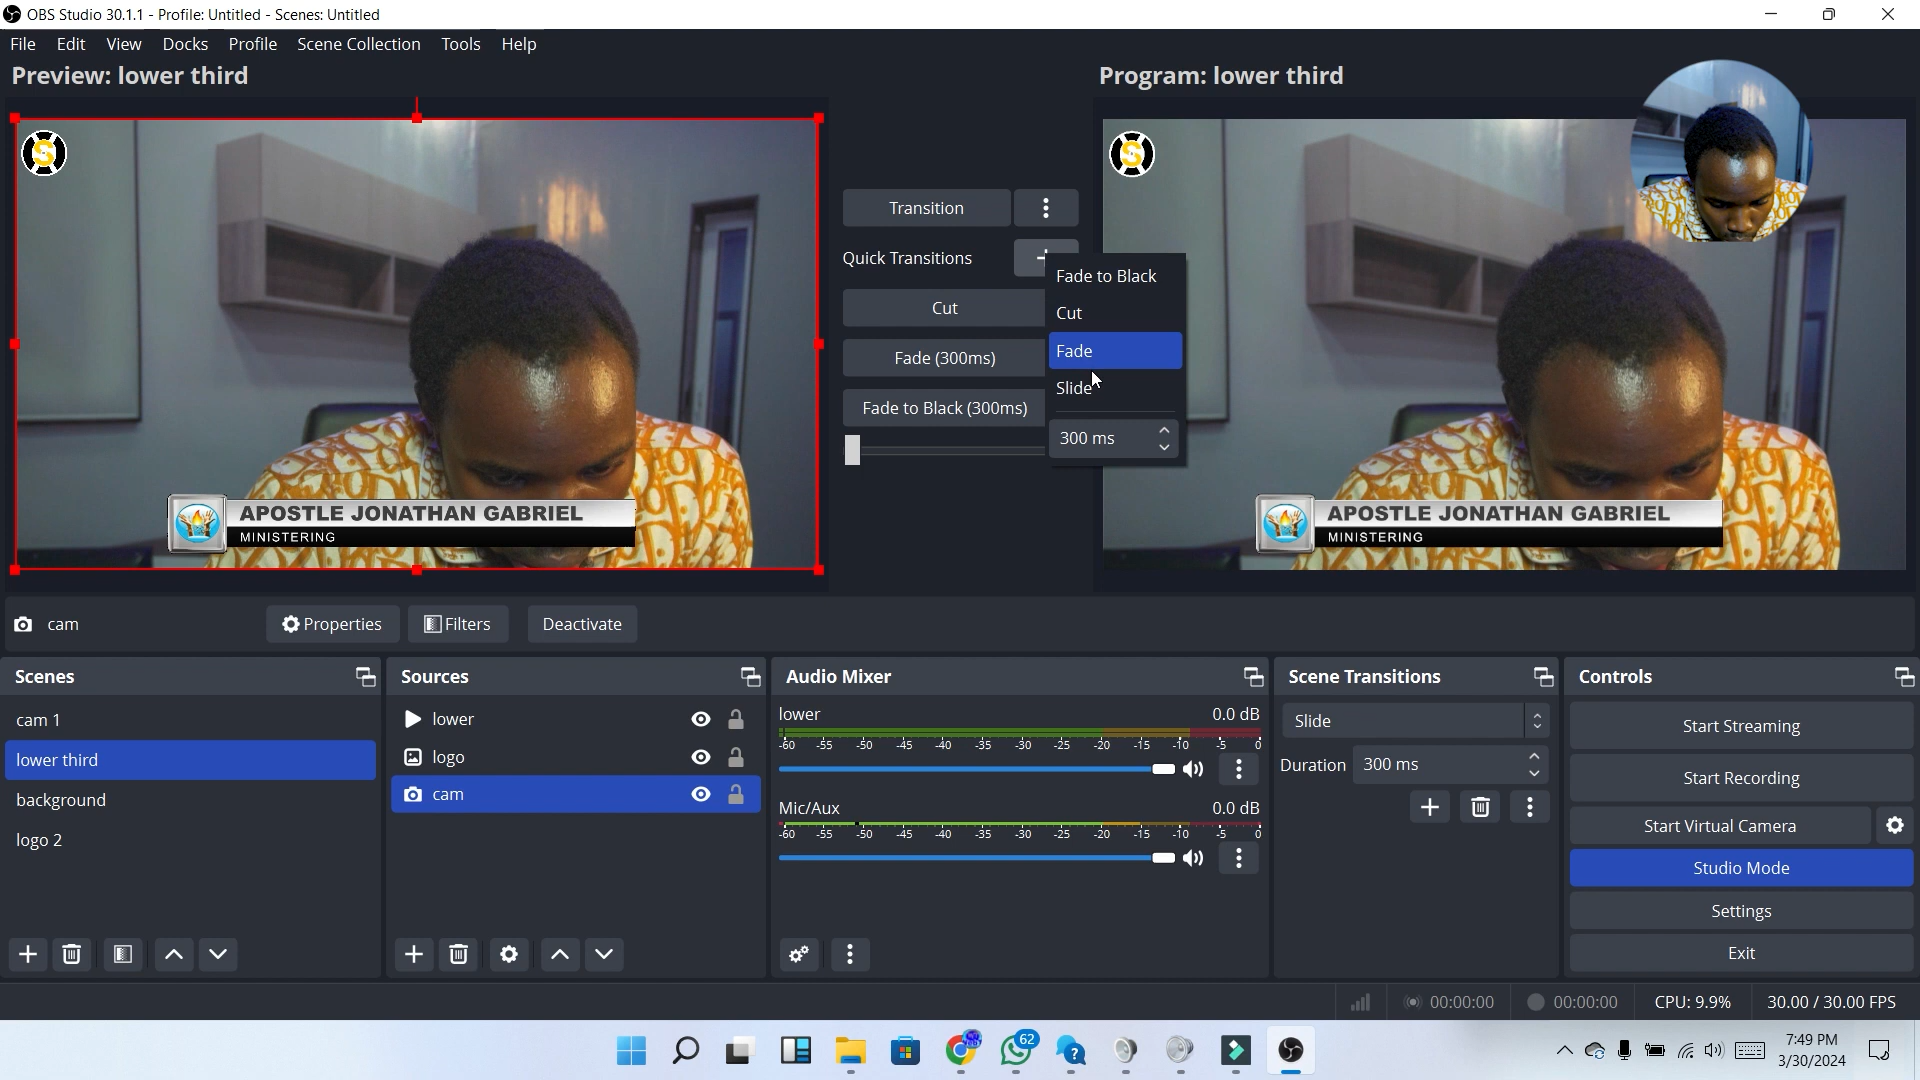 OBS Studio 30.1.1 - Profile: Untitled - Scenes: Untitled
File Edit View Docks Profile Scene Collection Tools Help
Preview: lower third
Program: lower third
S
S
APOSTLE JONATHAN GABRIEL
MINISTERING
Transition
Quick Transitions
Cut
Fade (300ms)
Fade to Black (300ms)
Fade to Black
Cut
Fade
Slide
300 ms
APOSTLE JONATHAN GABRIEL
MINISTERING
cam Properties Filters Deactivate
Scenes
cam 1
lower third
background
logo 2
Sources
lower
logo
cam
Audio Mixer
lower 0.0 dB
-60 -55 -50 -45 -40 -35 -30 -25 -20 -15 -10 -5 0
Mic/Aux 0.0 dB
-60 -55 -50 -45 -40 -35 -30 -25 -20 -15 -10 -5 0
Scene Transitions
Slide
Duration 300 ms
Controls
Start Streaming
Start Recording
Start Virtual Camera
Studio Mode
Settings
Exit
00:00:00 00:00:00 CPU: 9.9% 30.00 / 30.00 FPS
62
7:49 PM
3/30/2024